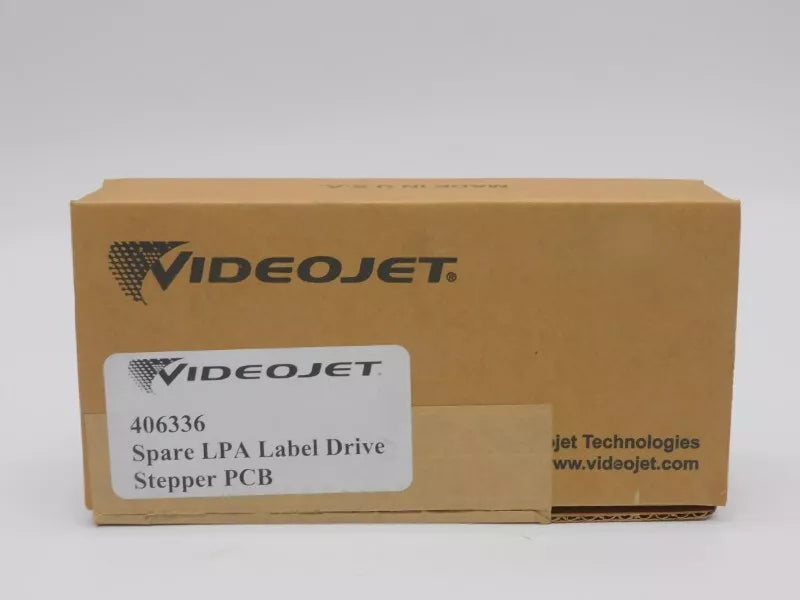 MADE IN U.S.A.
VIDEOJET®
VIDEOJET
406336
Spare LPA Label Drive
Stepper PCB
ojet Technologies
www.videojet.com